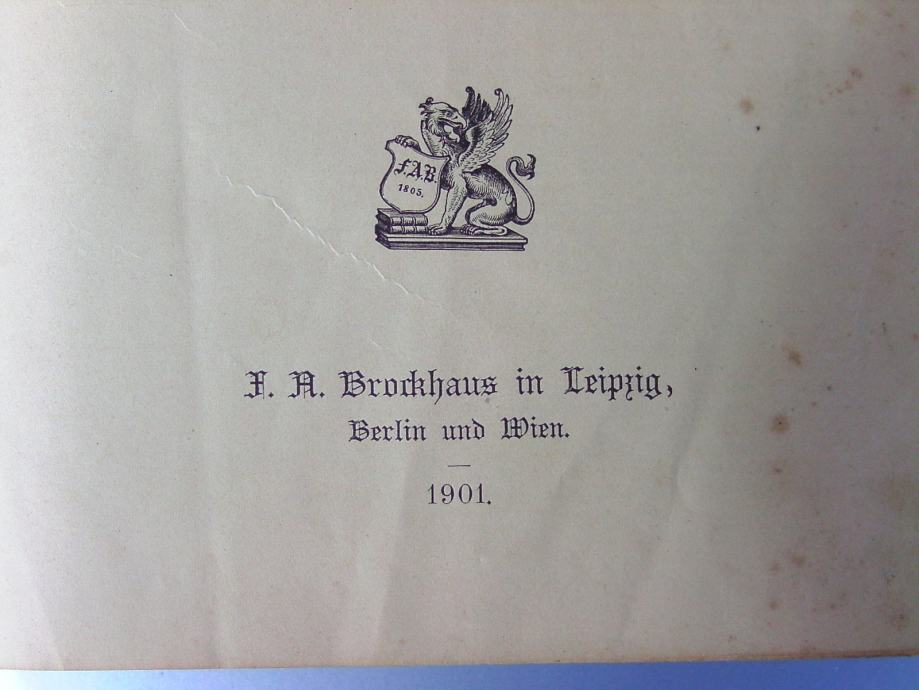 F.A.B.
1805.
F. A. Brockhaus in Leipzig,
Berlin und Wien.
1901.